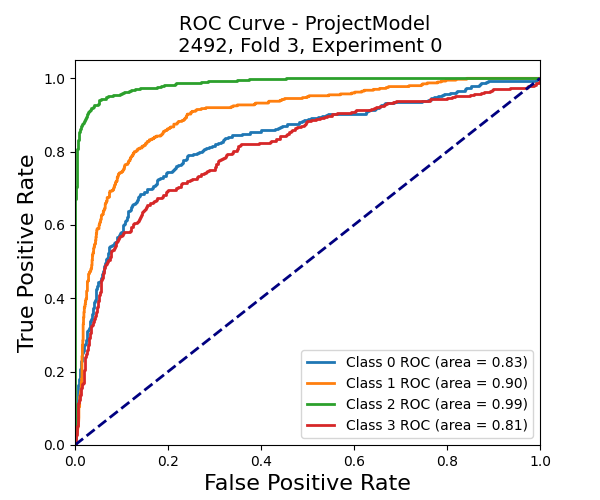 ROC Curve - ProjectModel
2492, Fold 3, Experiment 0
True Positive Rate
1.0
0.8
0.6
0.4
0.2
0.0
0.0 0.2 0.4 0.6 0.8 1.0
False Positive Rate
Class 0 ROC (area = 0.83)
Class 1 ROC (area = 0.90)
Class 2 ROC (area = 0.99)
Class 3 ROC (area = 0.81)